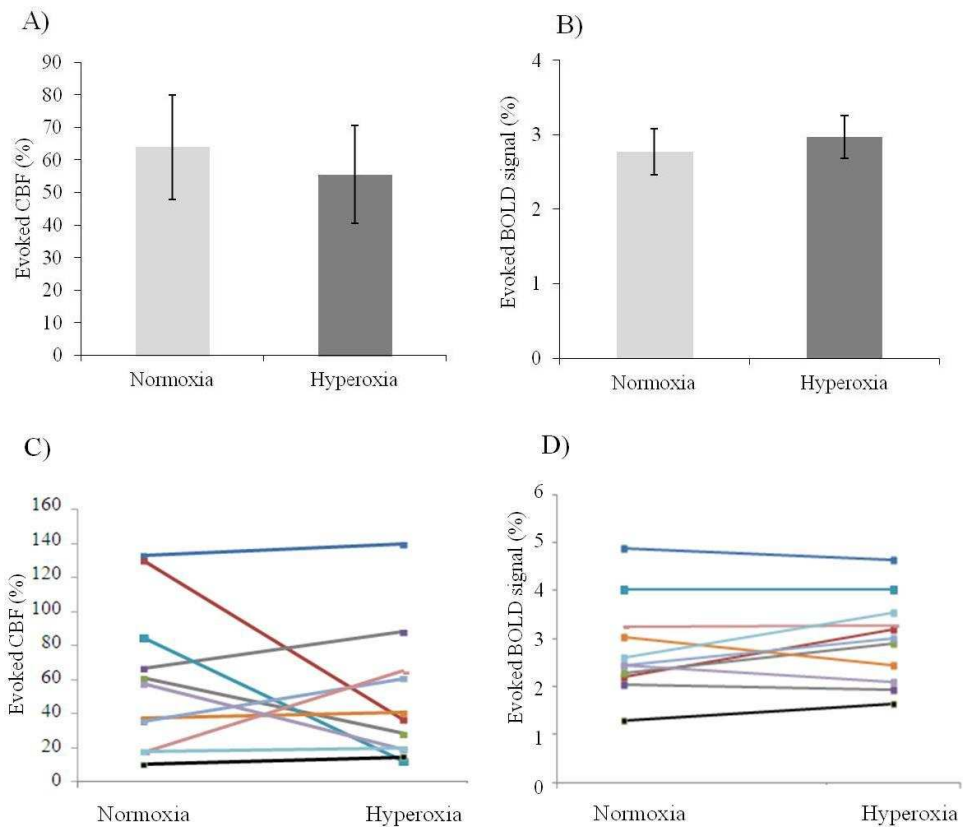 A)
Evoked CBF (%)
90
80
70
60
50
40
30
20
10
0
Normoxia
Hyperoxia
B)
Evoked BOLD signal (%)
4
3
2
1
0
Normoxia
Hyperoxia
C)
Evoked CBF (%)
160
140
120
100
80
60
40
20
0
Normoxia
Hyperoxia
D)
Evoked BOLD signal (%)
6
5
4
3
2
1
0
Normoxia
Hyperoxia